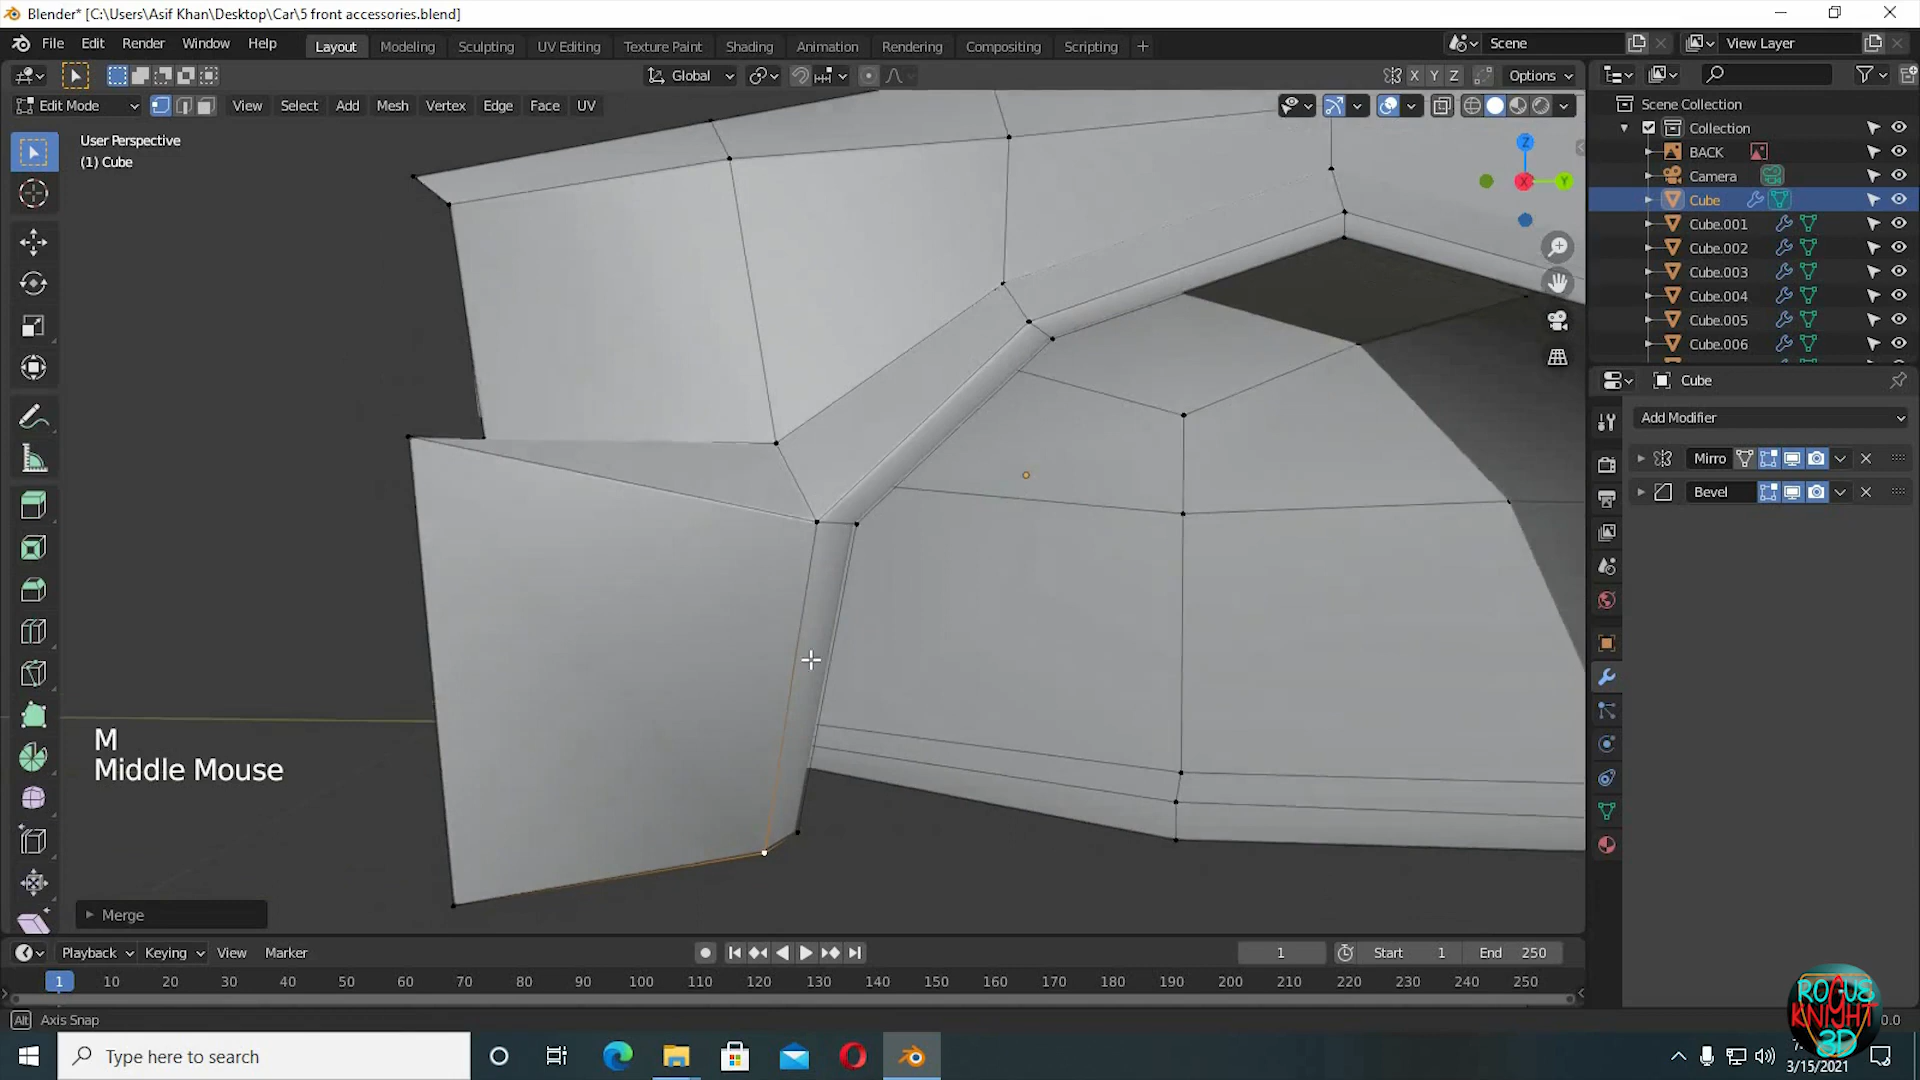 Blender* [C:\Users\Asif Khan\Desktop\Car\5 front accessories.blend]
File Edit Render Window Help Layout Modeling Sculpting UV Editing Texture Paint Shading Animation Rendering Compositing Scripting Scene View Layer
Global X Y Z Options
Edit Mode View Select Add Mesh Vertex Edge Face UV
User Perspective
(1) Cube
Z
X
Y
Scene Collection
Collection
BACK
Camera
Cube
Cube.001
Cube.002
Cube.003
Cube.004
Cube.005
Cube.006
Cube
Add Modifier
Mirro
Bevel
M
Middle Mouse
Merge
Playback Keying View Marker 1 Start 1 End 250
1 10 20 30 40 50 60 70 80 90 100 110 120 130 140 150 160 170 180 190 200 210 220 230 240 250
Alt Axis Snap
ROGUE
KNIGHT
3D
Type here to search
3/15/2021